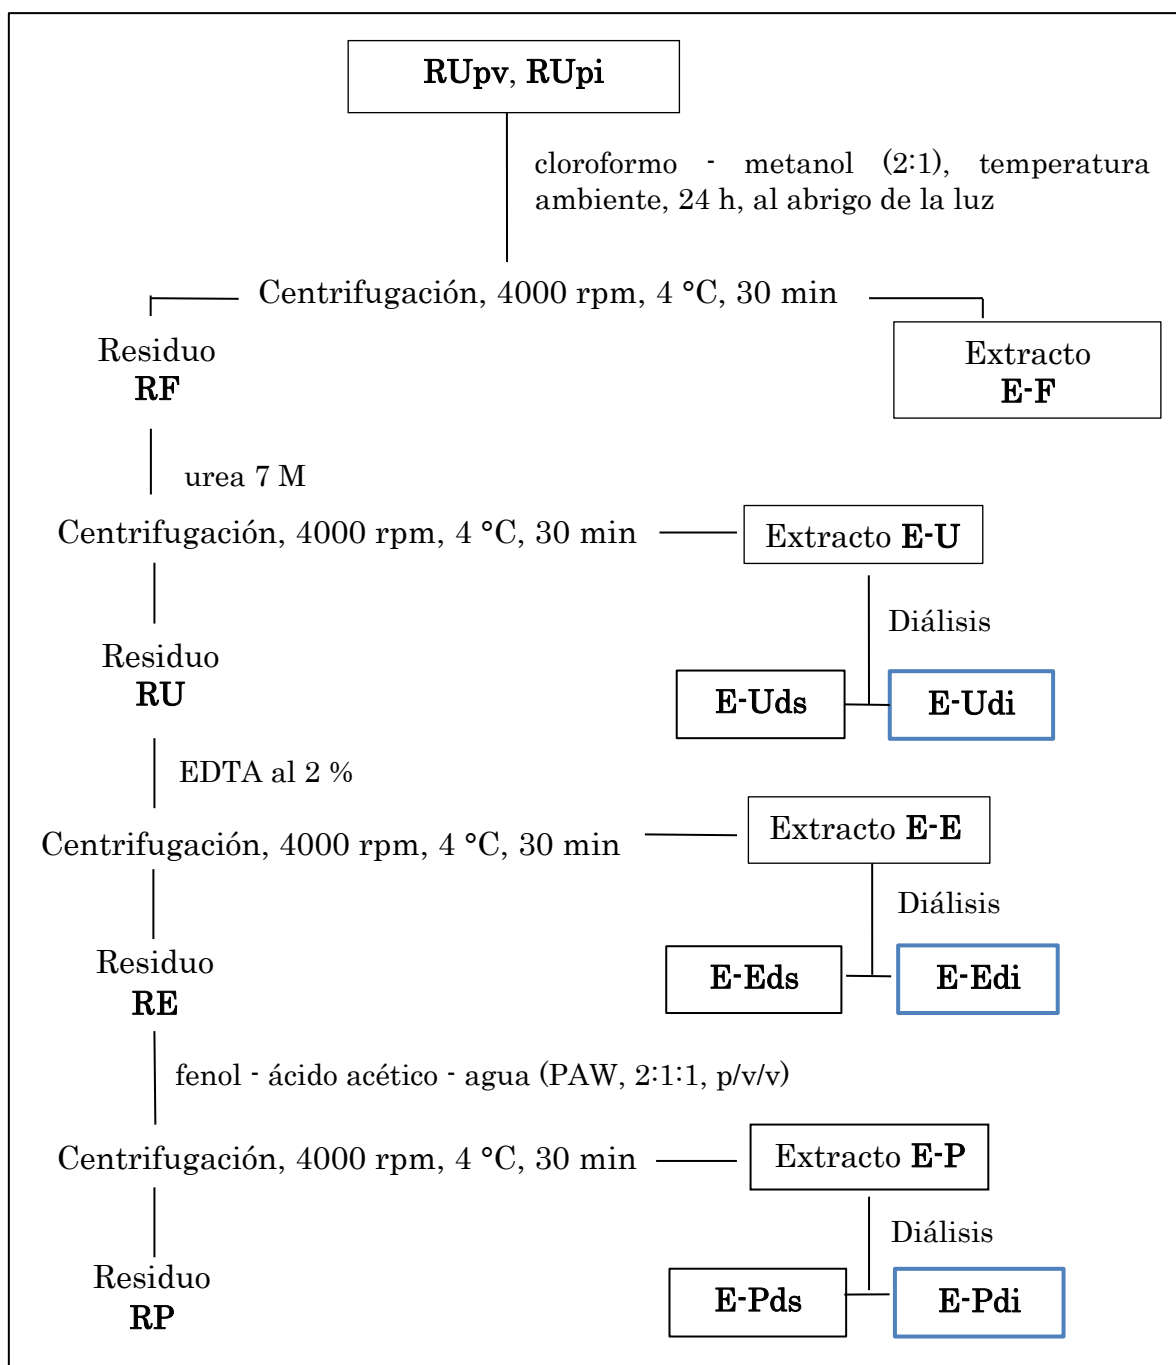 RUpv, RUpi
cloroformo - metanol (2:1), temperatura
ambiente, 24 h, al abrigo de la luz
Centrifugación, 4000 rpm, 4 °C, 30 min
Residuo
RF
Extracto
E-F
urea 7 M
Centrifugación, 4000 rpm, 4 °C, 30 min
Extracto E-U
Diálisis
Residuo
RU
E-Uds
E-Udi
EDTA al 2 %
Centrifugación, 4000 rpm, 4 °C, 30 min
Extracto E-E
Diálisis
Residuo
RE
E-Eds
E-Edi
fenol - ácido acético - agua (PAW, 2:1:1, p/v/v)
Centrifugación, 4000 rpm, 4 °C, 30 min
Extracto E-P
Diálisis
Residuo
RP
E-Pds
E-Pdi